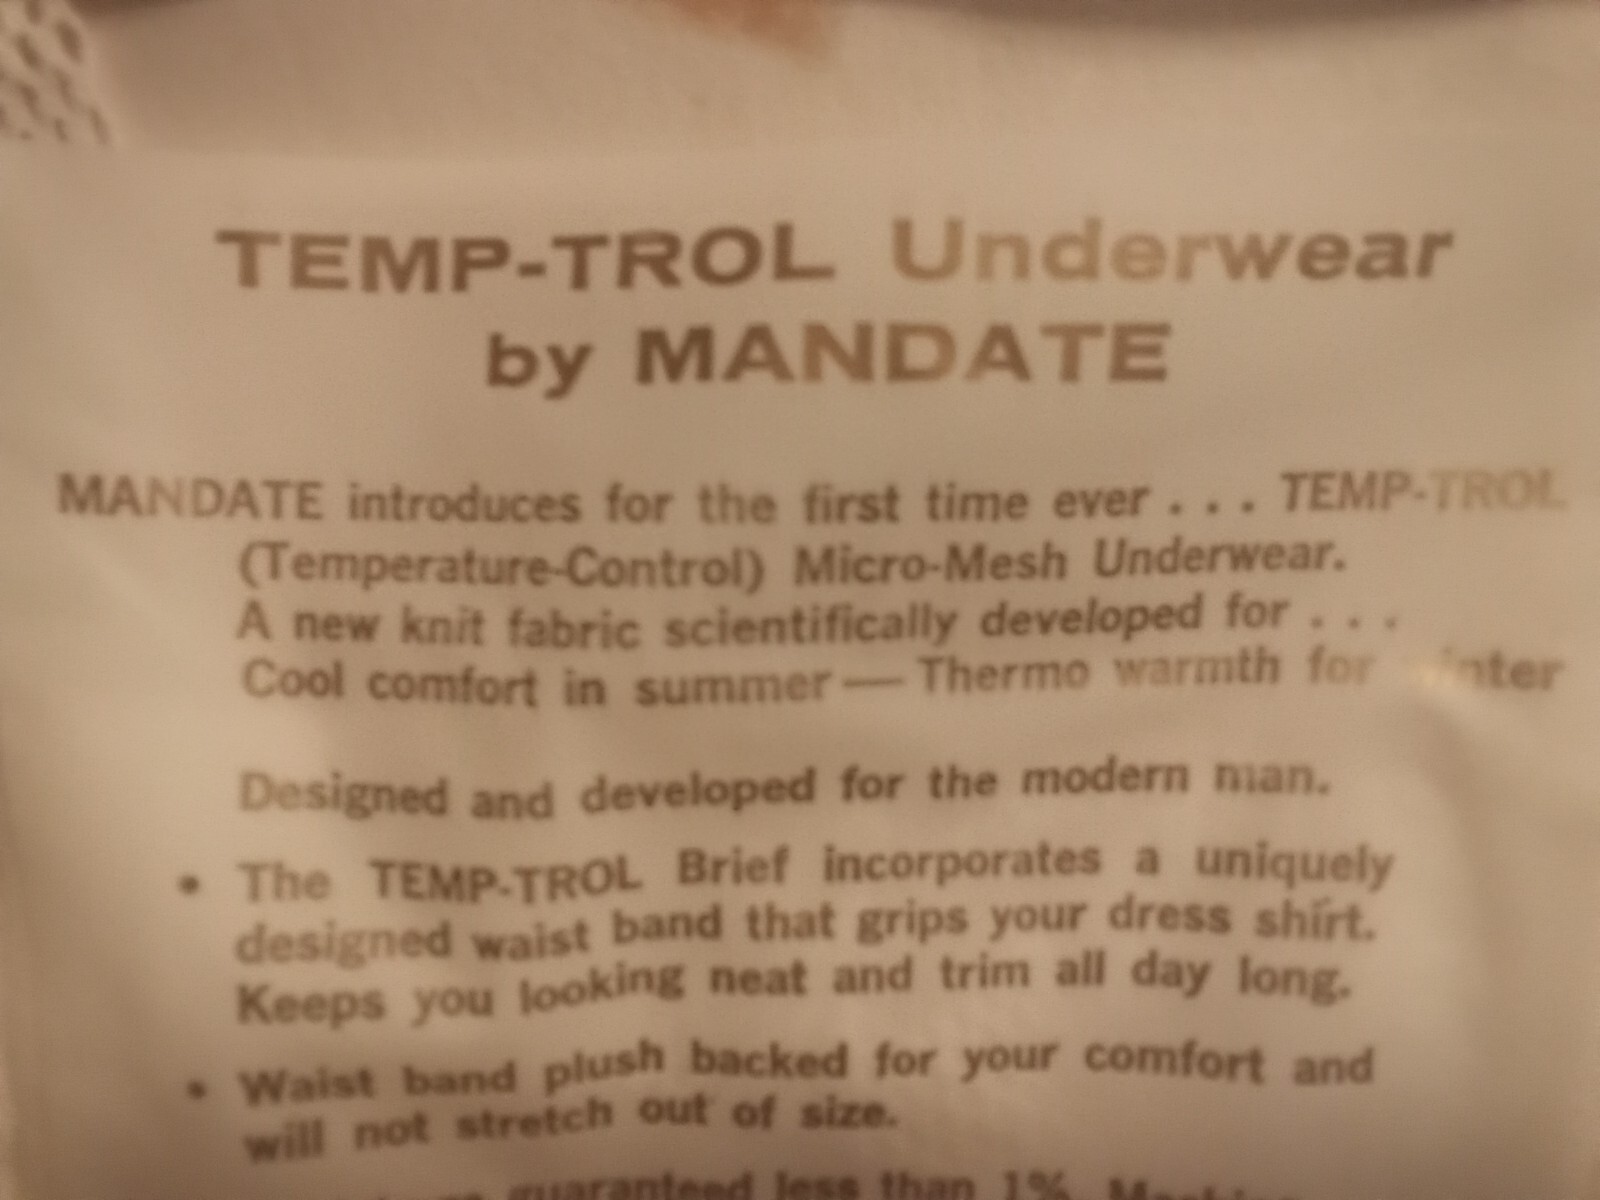 TEMP-TROL Underwear
by MANDATE
MANDATE introduces for the first time ever . . . TEMP-TROL
(Temperature-Control) Micro-Mesh Underwear.
A new knit fabric scientifically developed for . . .
Cool comfort in summer — Thermo warmth for winter
Designed and developed for the modern man.
• The TEMP-TROL Brief incorporates a uniquely
designed waist band that grips your dress shirt.
Keeps you looking neat and trim all day long.
• Waist band plush backed for your comfort and
will not stretch out of size.
guaranteed less than 1%.